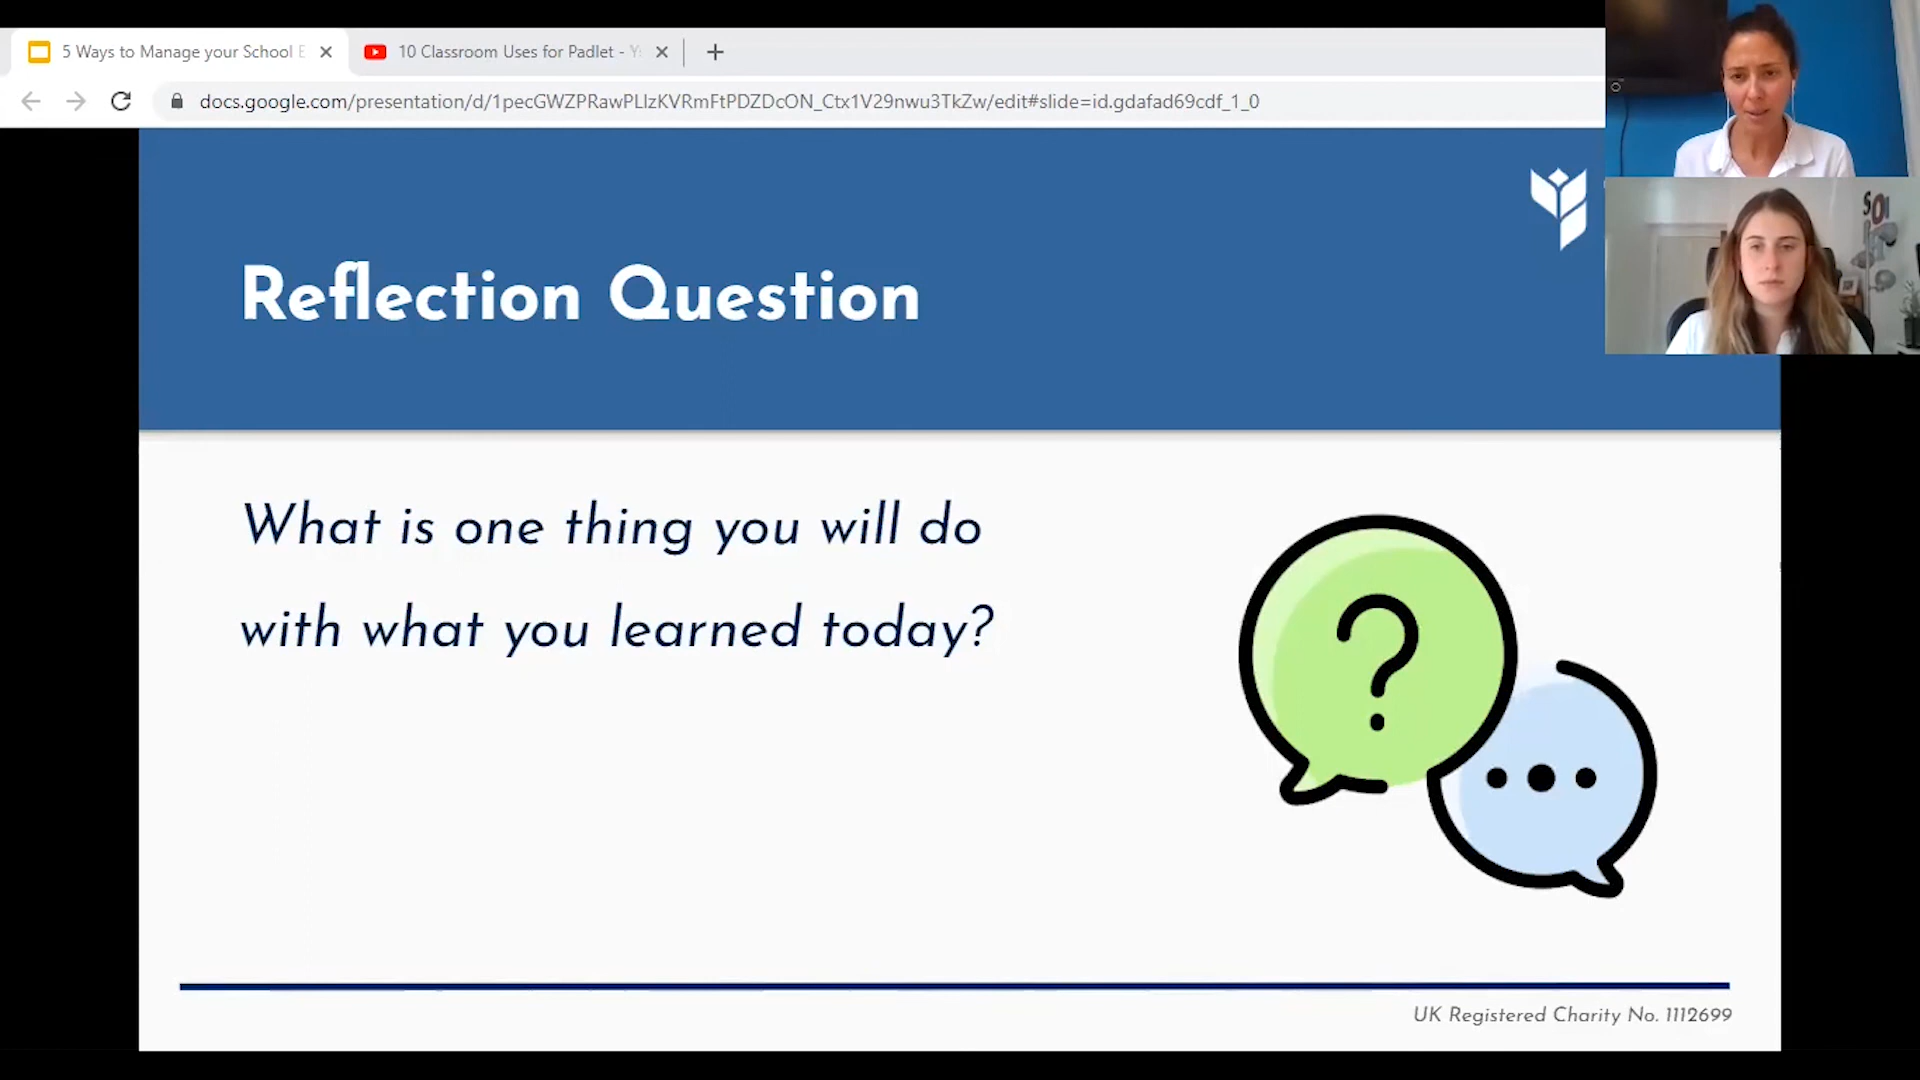 5 Ways to Manage your School E
10 Classroom Uses for Padlet - Y
docs.google.com/presentation/d/1pecGWZPRawPLlzKVRmFtPDZDcON_Ctx1V29nwu3TkZw/edit#slide=id.gdafad69cdf_1_0
Reflection Question
What is one thing you will do
with what you learned today?
UK Registered Charity No. 1112699